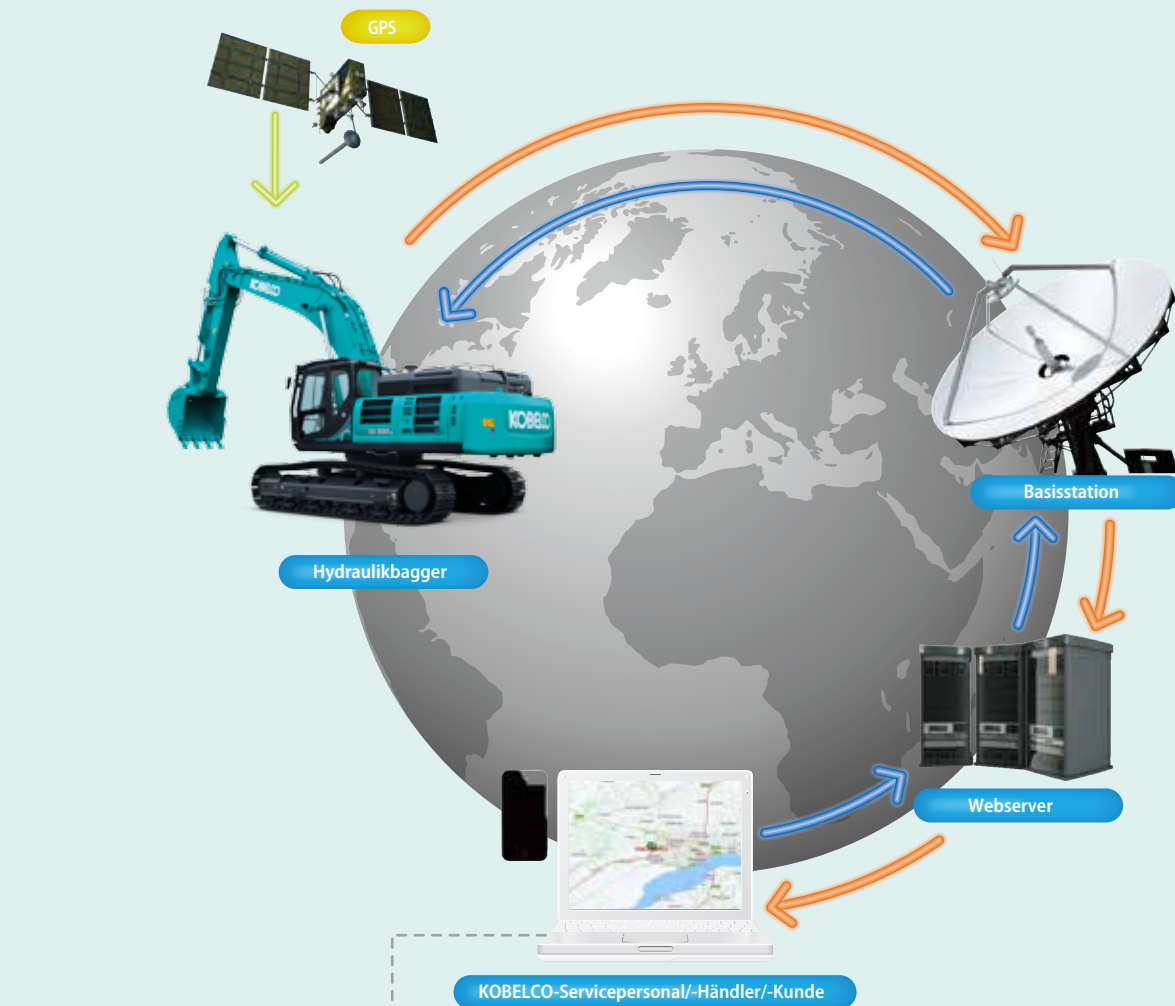 GPS
KOBELCO
KOBELCO
Basisstation
Hydraulikbagger
Webserver
KOBELCO-Servicepersonal/-Händler/-Kunde